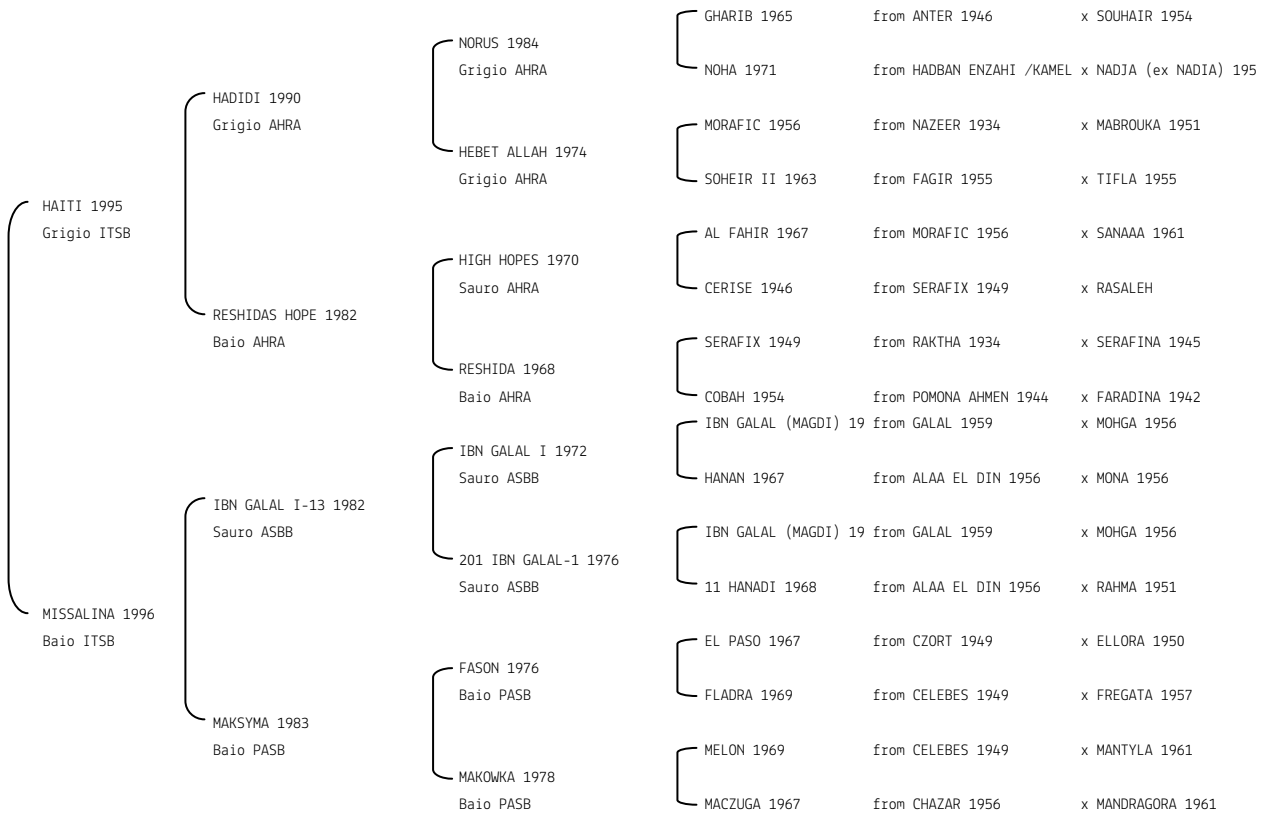 GHARIB 1965 from ANTER 1946 x SOUHAIR 1954
NORUS 1984
Grigio AHRA
NOHA 1971 from HADBAN ENZAHI /KAMEL x NADJA (ex NADIA) 195
HADIDI 1990
Grigio AHRA
MORAFIC 1956 from NAZEER 1934 x MABROUKA 1951
HEBET ALLAH 1974
Grigio AHRA
SOHEIR II 1963 from FAGIR 1955 x TIFLA 1955
HAITI 1995
Grigio ITSB
AL FAHIR 1967 from MORAFIC 1956 x SANAAA 1961
HIGH HOPES 1970
Sauro AHRA
CERISE 1946 from SERAFIX 1949 x RASALEH
RESHIDAS HOPE 1982
Baio AHRA
SERAFIX 1949 from RAKTHA 1934 x SERAFINA 1945
RESHIDA 1968
Baio AHRA
COBAH 1954 from POMONA AHMEN 1944 x FARADINA 1942
IBN GALAL (MAGDI) 19 from GALAL 1959 x MOHGA 1956
IBN GALAL I 1972
Sauro ASBB
HANAN 1967 from ALAA EL DIN 1956 x MONA 1956
IBN GALAL I-13 1982
Sauro ASBB
IBN GALAL (MAGDI) 19 from GALAL 1959 x MOHGA 1956
201 IBN GALAL-1 1976
Sauro ASBB
11 HANADI 1968 from ALAA EL DIN 1956 x RAHMA 1951
MISSALINA 1996
Baio ITSB
EL PASO 1967 from CZORT 1949 x ELLORA 1950
FASON 1976
Baio PASB
FLADRA 1969 from CELEBES 1949 x FREGATA 1957
MAKSYMA 1983
Baio PASB
MELON 1969 from CELEBES 1949 x MANTYLA 1961
MAKOWKA 1978
Baio PASB
MACZUGA 1967 from CHAZAR 1956 x MANDRAGORA 1961